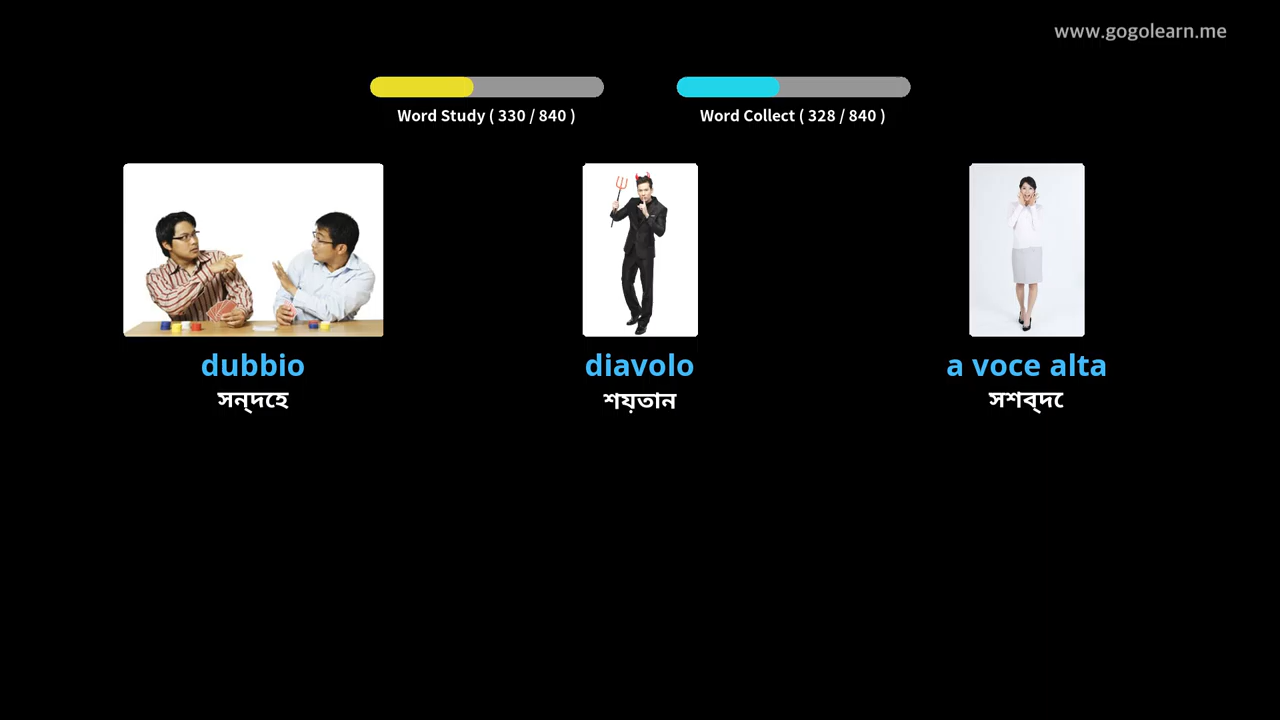 www.gogolearn.me
Word Study ( 330 / 840 )
Word Collect ( 328 / 840 )
dubbio
diavolo
a voce alta
সন্দেহ
শয়তান
সশব্দে